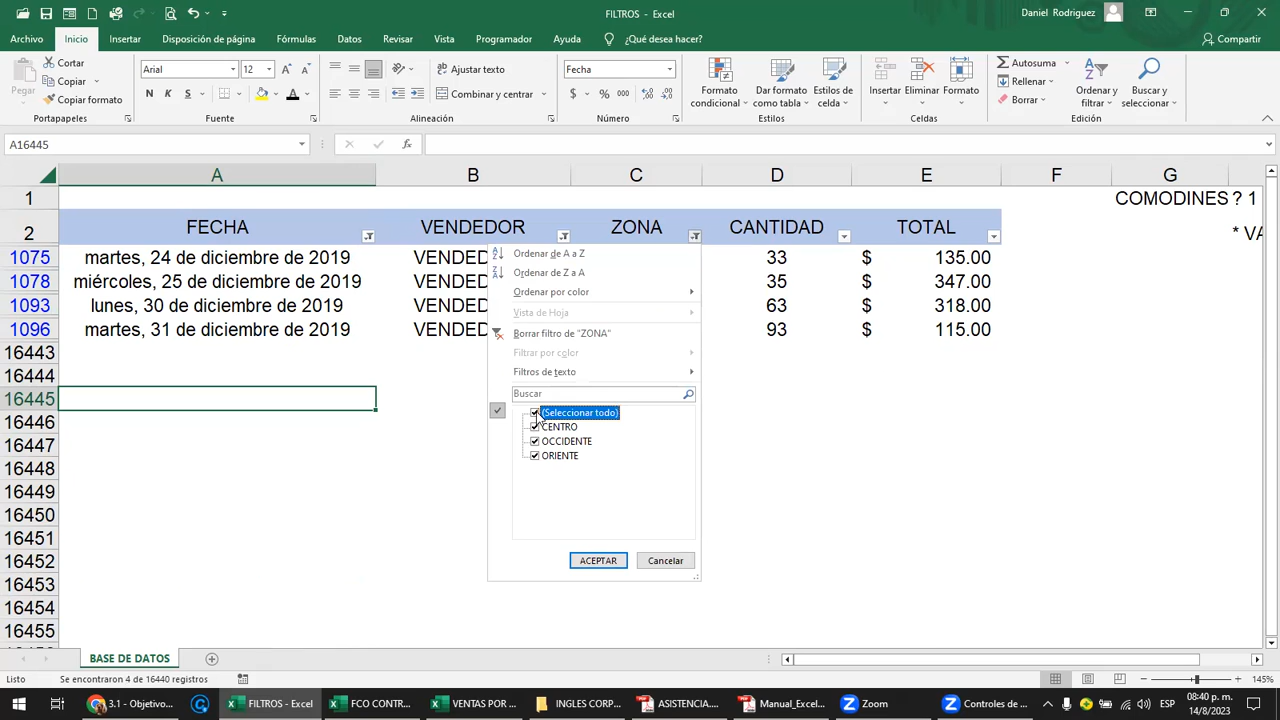 FILTROS - Excel
Daniel Rodriguez
Archivo Inicio Insertar Disposición de página Fórmulas Datos Revisar Vista Programador Ayuda ¿Qué desea hacer? Compartir
Pegar
Cortar
Copiar
Copiar formato
Portapapeles
Arial 12
N K S
Fuente
Ajustar texto
Combinar y centrar
Alineación
Fecha
$ % 000
Número
Formato condicional
Dar formato como tabla
Estilos de celda
Estilos
Insertar Eliminar Formato
Celdas
Autosuma
Rellenar
Borrar
Ordenar y filtrar
Buscar y seleccionar
Edición
A16445
fx
A B C D E F G
1 COMODINES ? 1
2 FECHA VENDEDOR ZONA CANTIDAD TOTAL * VA
1075 martes, 24 de diciembre de 2019 VENDED 33 $ 135.00
1078 miércoles, 25 de diciembre de 2019 VENDED 35 $ 347.00
1093 lunes, 30 de diciembre de 2019 VENDED 63 $ 318.00
1096 martes, 31 de diciembre de 2019 VENDED 93 $ 115.00
16443
16444
16445
16446
16447
16448
16449
16450
16451
16452
16453
16454
16455
Ordenar de A a Z
Ordenar de Z a A
Ordenar por color
Vista de Hoja
Borrar filtro de "ZONA"
Filtrar por color
Filtros de texto
Buscar
(Seleccionar todo)
CENTRO
OCCIDENTE
ORIENTE
ACEPTAR Cancelar
BASE DE DATOS
Listo Se encontraron 4 de 16440 registros 145%
3.1 - Objetivo... FILTROS - Excel FCO CONTR... VENTAS POR ... INGLES CORP... ASISTENCIA.... Manual_Excel... Zoom Controles de ... ESP
08:40 p. m.
14/8/2023